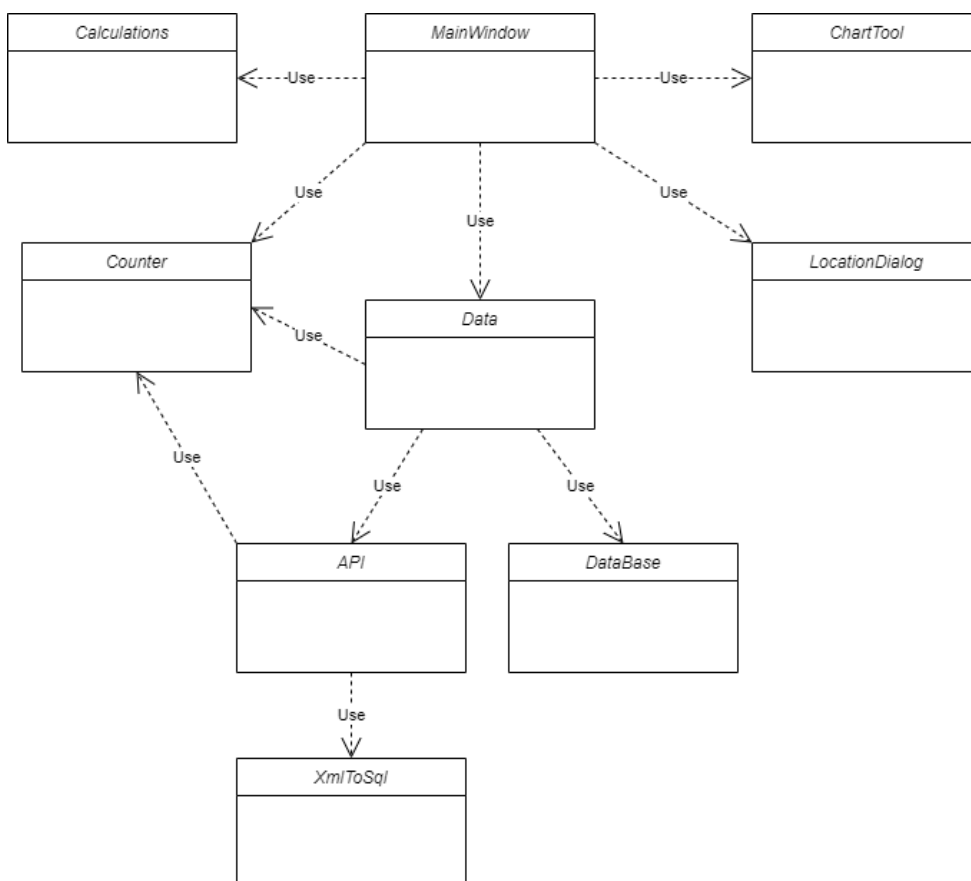 Calculations
MainWindow
ChartTool
Use
Use
Use
Use
Use
Counter
LocationDialog
Data
Use
Use
Use
Use
API
DataBase
Use
XmlToSql